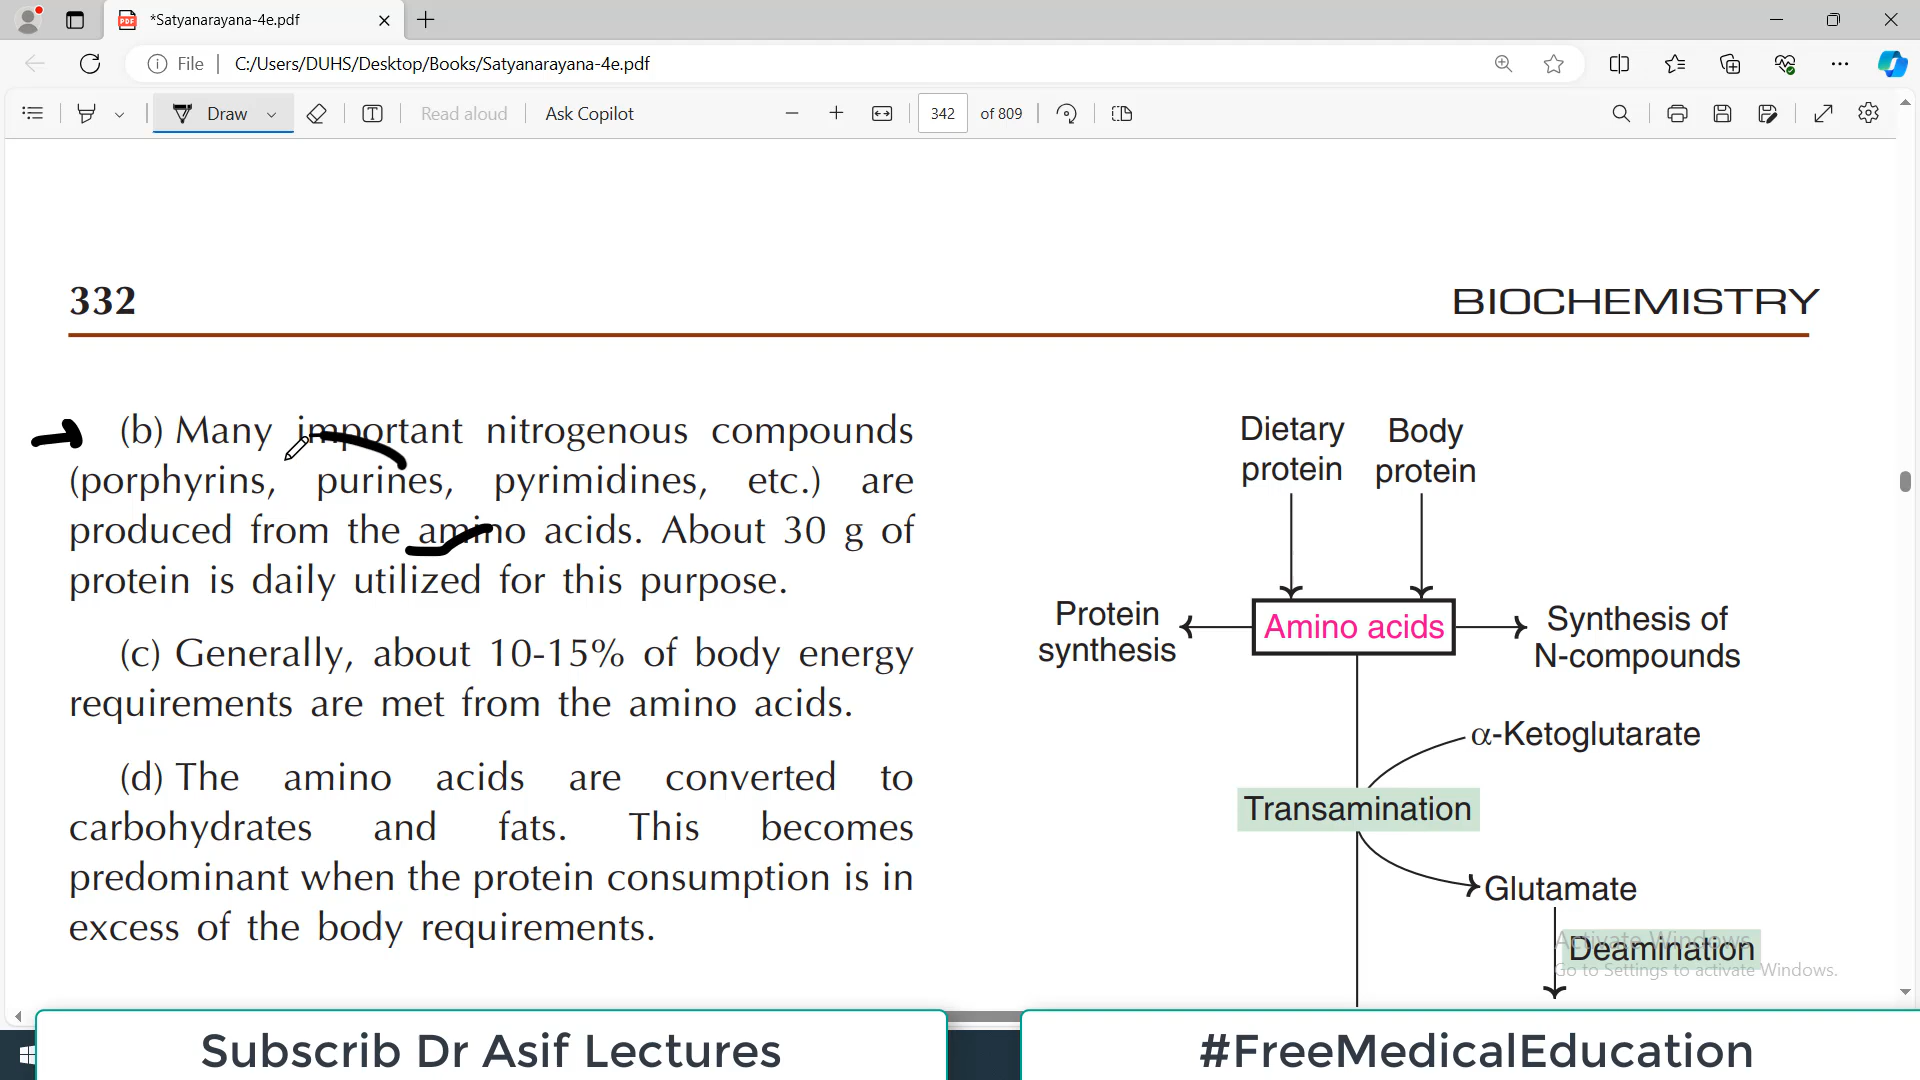 *Satyanarayana-4e.pdf
File | C:/Users/DUHS/Desktop/Books/Satyanarayana-4e.pdf
Draw Read aloud Ask Copilot 342 of 809
332 BIOCHEMISTRY
(b) Many important nitrogenous compounds
(porphyrins, purines, pyrimidines, etc.) are
produced from the amino acids. About 30 g of
protein is daily utilized for this purpose.
(c) Generally, about 10-15% of body energy
requirements are met from the amino acids.
(d) The amino acids are converted to
carbohydrates and fats. This becomes
predominant when the protein consumption is in
excess of the body requirements.
Dietary
protein
Body
protein
Protein
synthesis
Amino acids
Synthesis of
N-compounds
α-Ketoglutarate
Transamination
Glutamate
Deamination
Activate Windows
Go to Settings to activate Windows.
Subscrib Dr Asif Lectures
#FreeMedicalEducation